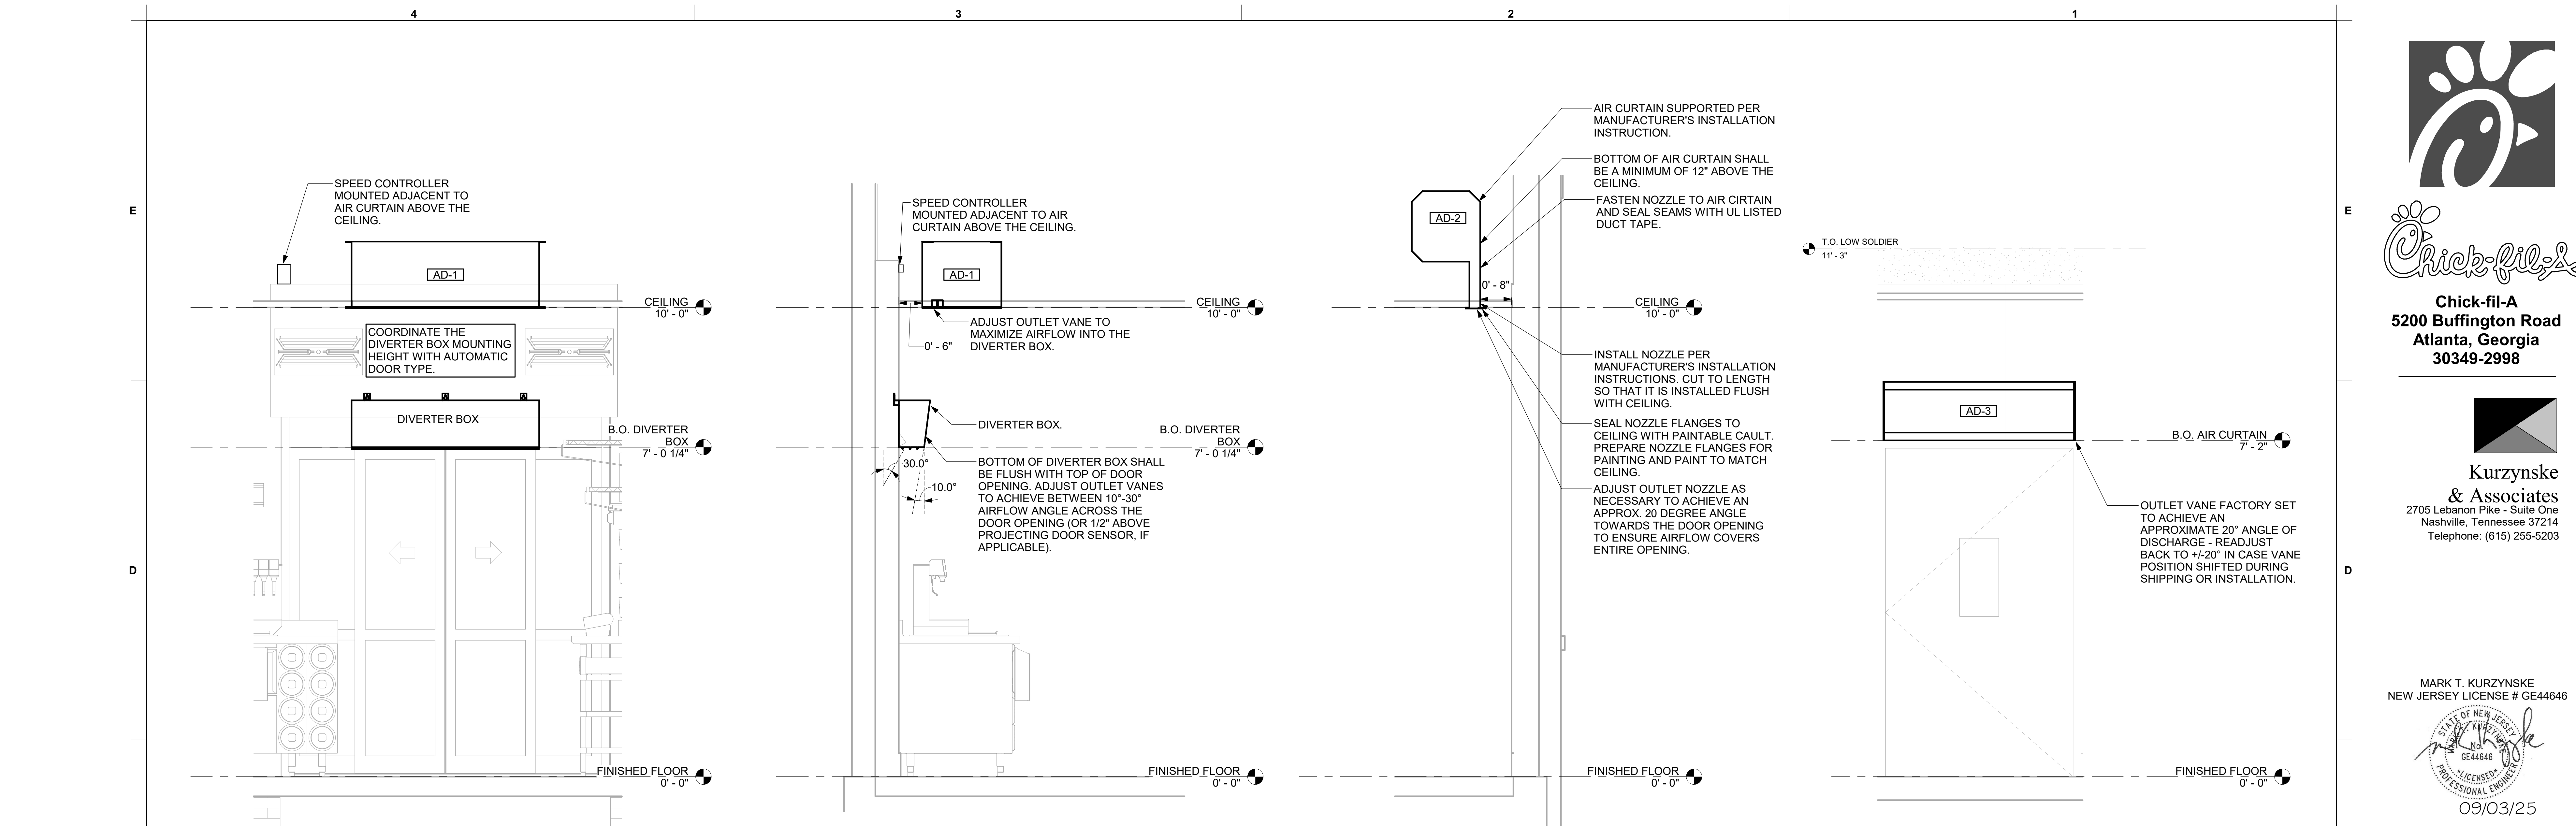 4
3
2
1
E
D
E
D
SPEED CONTROLLER
MOUNTED ADJACENT TO
AIR CURTAIN ABOVE THE
CEILING.
AD-1
CEILING
10' - 0"
COORDINATE THE
DIVERTER BOX MOUNTING
HEIGHT WITH AUTOMATIC
DOOR TYPE.
DIVERTER BOX
B.O. DIVERTER
BOX
7' - 0 1/4"
FINISHED FLOOR
0' - 0"
SPEED CONTROLLER
MOUNTED ADJACENT TO AIR
CURTAIN ABOVE THE CEILING.
AD-1
CEILING
10' - 0"
ADJUST OUTLET VANE TO
MAXIMIZE AIRFLOW INTO THE
DIVERTER BOX.
0' - 6"
DIVERTER BOX.
B.O. DIVERTER
BOX
7' - 0 1/4"
30.0°
10.0°
BOTTOM OF DIVERTER BOX SHALL
BE FLUSH WITH TOP OF DOOR
OPENING. ADJUST OUTLET VANES
TO ACHIEVE BETWEEN 10°-30°
AIRFLOW ANGLE ACROSS THE
DOOR OPENING (OR 1/2" ABOVE
PROJECTING DOOR SENSOR, IF
APPLICABLE).
FINISHED FLOOR
0' - 0"
AIR CURTAIN SUPPORTED PER
MANUFACTURER'S INSTALLATION
INSTRUCTION.
BOTTOM OF AIR CURTAIN SHALL
BE A MINIMUM OF 12" ABOVE THE
CEILING.
FASTEN NOZZLE TO AIR CIRTAIN
AND SEAL SEAMS WITH UL LISTED
DUCT TAPE.
AD-2
0' - 8"
CEILING
10' - 0"
INSTALL NOZZLE PER
MANUFACTURER'S INSTALLATION
INSTRUCTIONS. CUT TO LENGTH
SO THAT IT IS INSTALLED FLUSH
WITH CEILING.
SEAL NOZZLE FLANGES TO
CEILING WITH PAINTABLE CAULT.
PREPARE NOZZLE FLANGES FOR
PAINTING AND PAINT TO MATCH
CEILING.
ADJUST OUTLET NOZZLE AS
NECESSARY TO ACHIEVE AN
APPROX. 20 DEGREE ANGLE
TOWARDS THE DOOR OPENING
TO ENSURE AIRFLOW COVERS
ENTIRE OPENING.
FINISHED FLOOR
0' - 0"
T.O. LOW SOLDIER
11' - 3"
AD-3
B.O. AIR CURTAIN
7' - 2"
OUTLET VANE FACTORY SET
TO ACHIEVE AN
APPROXIMATE 20° ANGLE OF
DISCHARGE - READJUST
BACK TO +/-20° IN CASE VANE
POSITION SHIFTED DURING
SHIPPING OR INSTALLATION.
FINISHED FLOOR
0' - 0"
Chick-fil-A
Chick-fil-A
5200 Buffington Road
Atlanta, Georgia
30349-2998
Kurzynske
& Associates
2705 Lebanon Pike - Suite One
Nashville, Tennessee 37214
Telephone: (615) 255-5203
MARK T. KURZYNSKE
NEW JERSEY LICENSE # GE44646
STATE OF NEW JERSEY
MARK T. KURZYNSKE
No.
GE44646
*LICENSED*
PROFESSIONAL ENGINEER
09/03/25